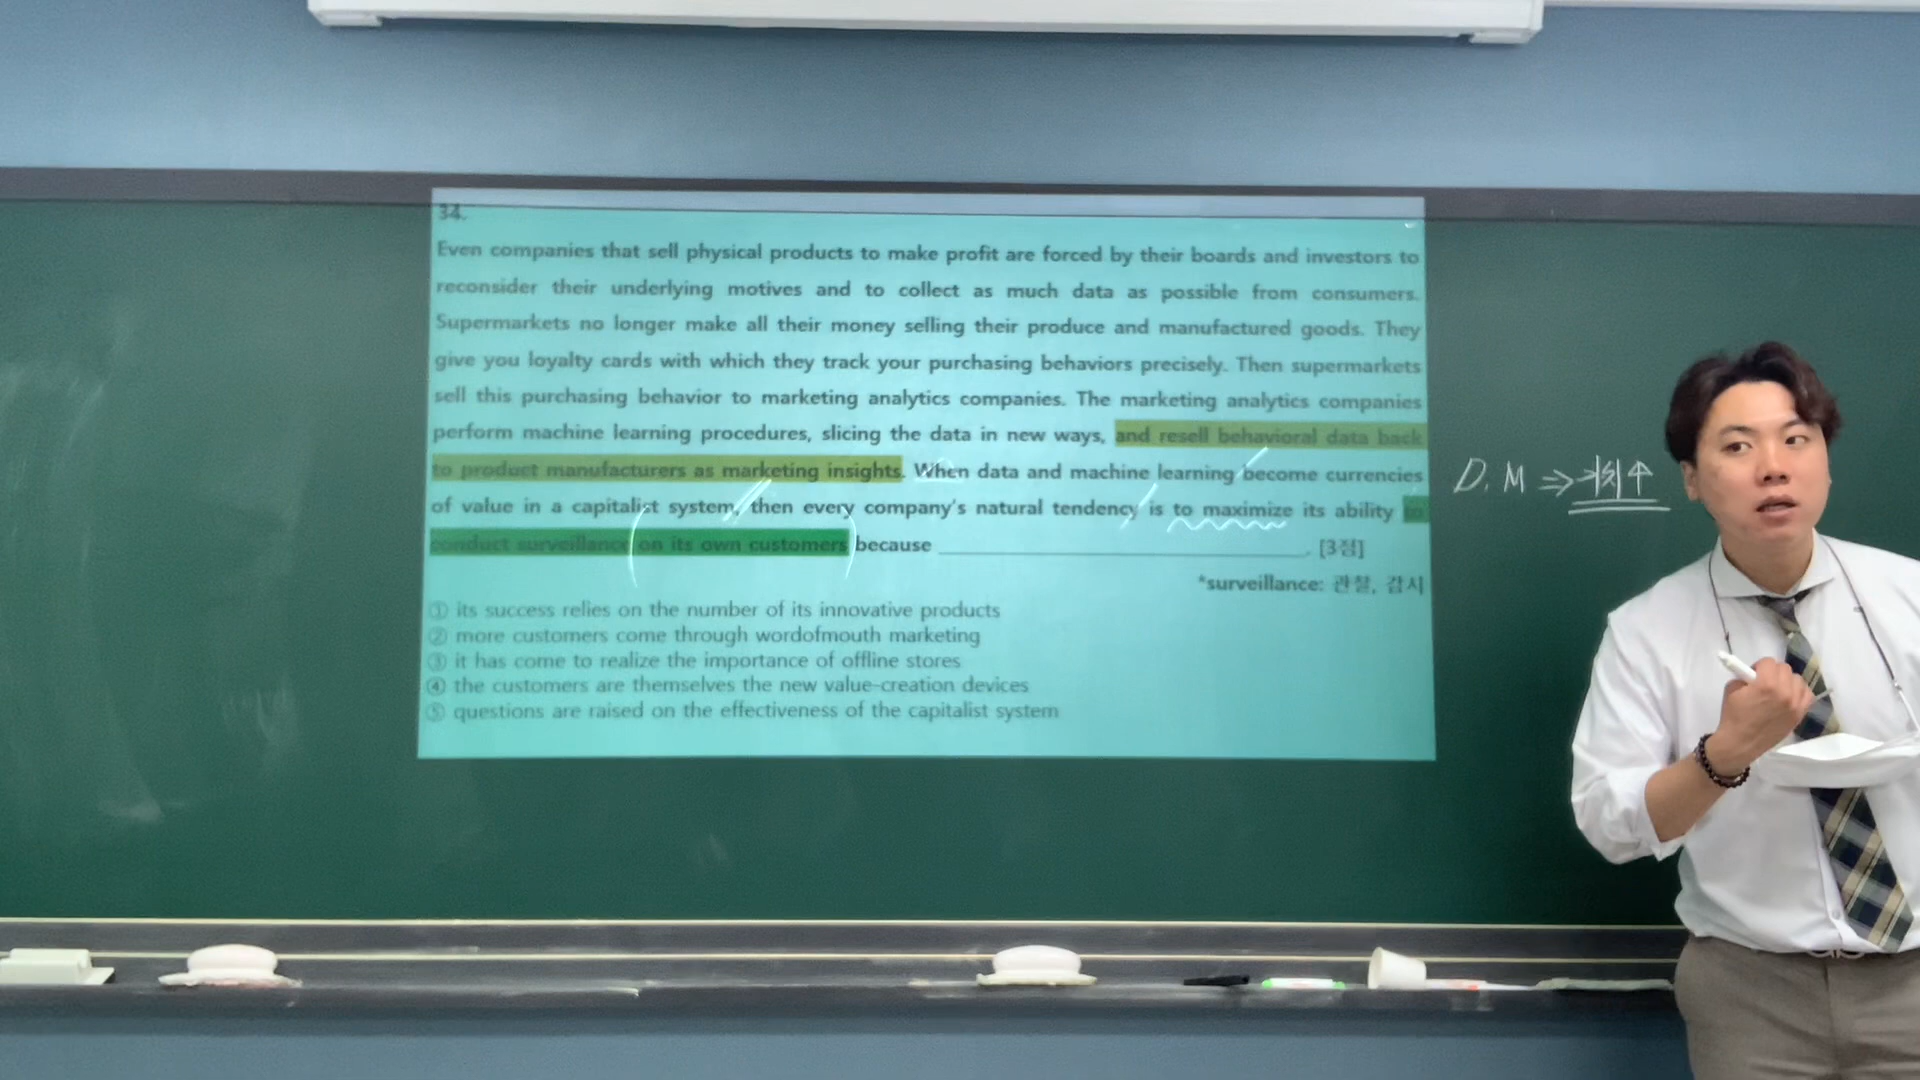 34.
Even companies that sell physical products to make profit are forced by their boards and investors to
reconsider their underlying motives and to collect as much data as possible from consumers.
Supermarkets no longer make all their money selling their produce and manufactured goods. They
give you loyalty cards with which they track your purchasing behaviors precisely. Then supermarkets
sell this purchasing behavior to marketing analytics companies. The marketing analytics companies
perform machine learning procedures, slicing the data in new ways, and resell behavioral data back
to product manufacturers as marketing insights. When data and machine learning become currencies
of value in a capitalist system, then every company's natural tendency is to maximize its ability to
conduct surveillance on its own customers because ______________. [3점]
*surveillance: 관찰, 감시
① its success relies on the number of its innovative products
② more customers come through wordofmouth marketing
③ it has come to realize the importance of offline stores
④ the customers are themselves the new value-creation devices
⑤ questions are raised on the effectiveness of the capitalist system
D. M ⇒ 가치↑